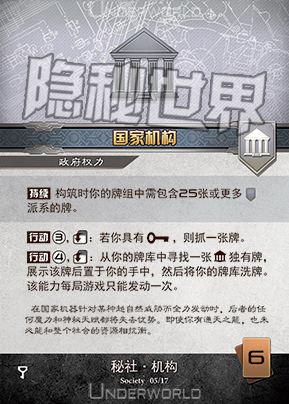 UNDERWORLD
隐秘世界
国家机构
政府权力
持续 构筑时你的牌组中需包含25张或更多
派系的牌。
行动 ③，：若你具有，则抓一张牌。
行动 ④，：从你的牌库中寻找一张独有牌，
展示该牌后置于你的手中，然后将你的牌库洗牌。
该能力每局游戏只能发动一次。
在国家机器针对某种超自然威胁而全力发动时，后者的任
何魔力和神秘天赋都将失去优势。即使你有通天之能，也未
必能和整个社会的资源相抗衡。
秘社·机构
Society 05/17
6
UNDERWORLD